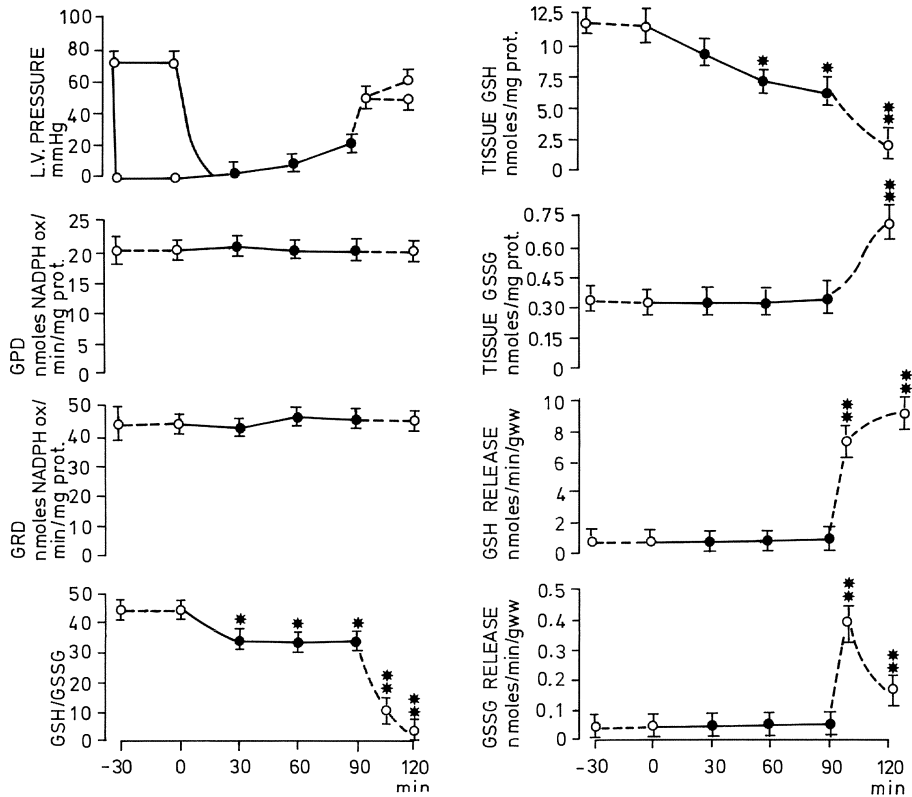 L.V. PRESSURE
mmHg
100
80
60
40
20
0
GPD
nmoles NADPH ox/
min/mg prot.
25
20
15
10
5
0
GRD
nmoles NADPH ox/
min/mg prot.
50
40
30
20
10
0
GSH/GSSG
50
40
30
20
10
0
-30 0 30 60 90 120
min
TISSUE GSH
nmoles/mg prot.
12.5
10
7.5
5.0
2.5
0
TISSUE GSSG
nmoles/mg prot.
0.75
0.60
0.45
0.30
0.15
0
GSH RELEASE
nmoles/min/gww
10
8
6
4
2
0
GSSG RELEASE
nmoles/min/gww
0.5
0.4
0.3
0.2
0.1
0
-30 0 30 60 90 120
min